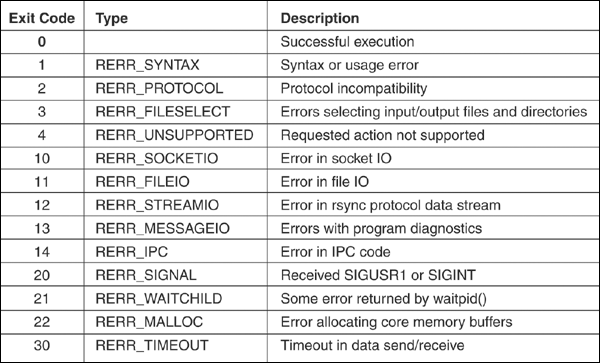 Exit Code Type Description
0 Successful execution
1 RERR_SYNTAX Syntax or usage error
2 RERR_PROTOCOL Protocol incompatibility
3 RERR_FILESELECT Errors selecting input/output files and directories
4 RERR_UNSUPPORTED Requested action not supported
10 RERR_SOCKETIO Error in socket IO
11 RERR_FILEIO Error in file IO
12 RERR_STREAMIO Error in rsync protocol data stream
13 RERR_MESSAGEIO Errors with program diagnostics
14 RERR_IPC Error in IPC code
20 RERR_SIGNAL Received SIGUSR1 or SIGINT
21 RERR_WAITCHILD Some error returned by waitpid()
22 RERR_MALLOC Error allocating core memory buffers
30 RERR_TIMEOUT Timeout in data send/receive